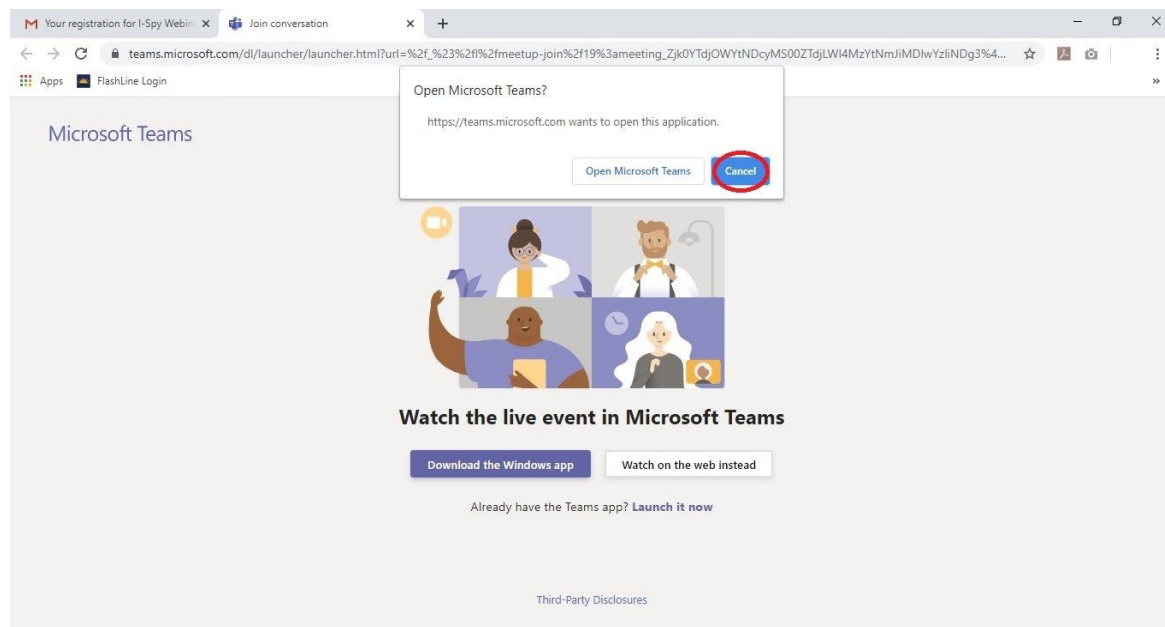 Your registration for I-Spy Webin
Join conversation
teams.microsoft.com/dl/launcher/launcher.html?url=%2f_%23%2fl%2fmeetup-join%2f19%3ameeting_Zjk0YTdjOWYtNDcyMS00ZTdjLWI4MzYtNmJiMDIwYzliNDg3%4...
Apps
FlashLine Login
Open Microsoft Teams?
https://teams.microsoft.com wants to open this application.
Open Microsoft Teams
Cancel
Microsoft Teams
Watch the live event in Microsoft Teams
Download the Windows app
Watch on the web instead
Already have the Teams app? Launch it now
Third-Party Disclosures